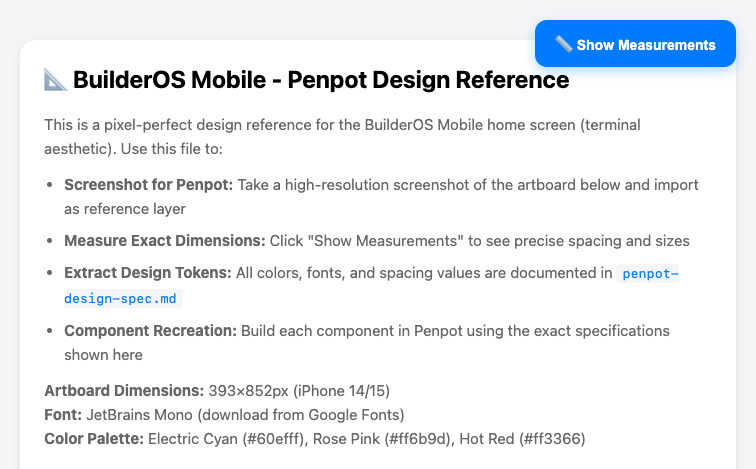 📏 Show Measurements
📐 BuilderOS Mobile - Penpot Design Reference
This is a pixel-perfect design reference for the BuilderOS Mobile home screen (terminal
aesthetic). Use this file to:
• Screenshot for Penpot: Take a high-resolution screenshot of the artboard below and import
as reference layer
• Measure Exact Dimensions: Click "Show Measurements" to see precise spacing and sizes
• Extract Design Tokens: All colors, fonts, and spacing values are documented in penpot-
design-spec.md
• Component Recreation: Build each component in Penpot using the exact specifications
shown here
Artboard Dimensions: 393×852px (iPhone 14/15)
Font: JetBrains Mono (download from Google Fonts)
Color Palette: Electric Cyan (#60efff), Rose Pink (#ff6b9d), Hot Red (#ff3366)